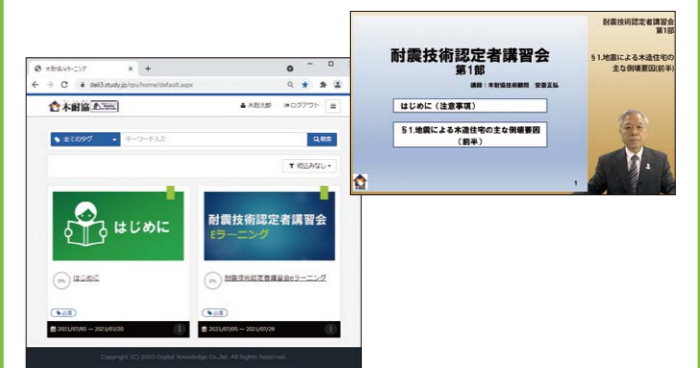 木耐協eラーニング
deli3.study.jp/rpv/home/default.aspx
木耐協
木耐太郎
ログアウト
全てのタグ
キーワード入力
検索
絞込みなし
はじめに
はじめに
0%
必須
2021/07/05 ～ 2021/07/20
耐震技術認定者講習会
Eラーニング
耐震技術認定者講習会eラーニング
0%
必須
2021/07/05 ～ 2021/07/20
Copyright (C) 2020 Digital Knowledge Co.,ltd. All Rights Reserved.
耐震技術認定者講習会
第1部
講師：木耐協技術顧問
はじめに（注意事項）
§1.地震による木造住宅の主な倒壊要因
（前半）
1
耐震技術認定者講習会
第1部
§1.地震による木造住宅の
主な倒壊要因(前半)